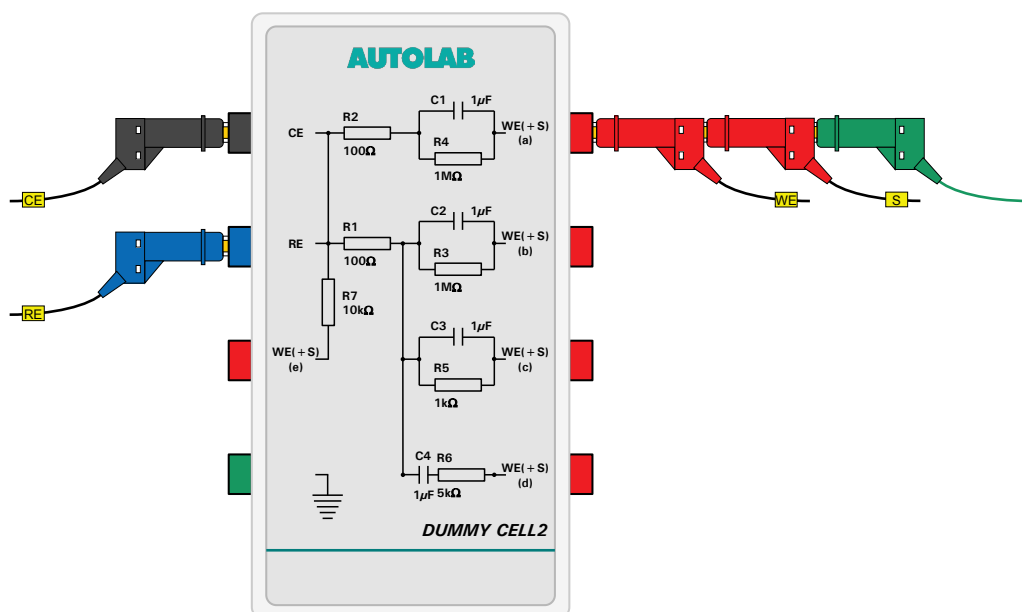 AUTOLAB
C1 1µF
R2
CE
WE(+S)
(a)
100Ω
R4
1MΩ
CE
WE
S
C2 1µF
R1
RE
WE(+S)
(b)
100Ω
R3
1MΩ
R7
10kΩ
RE
C3 1µF
WE(+S)
(e)
WE(+S)
(c)
R5
1kΩ
C4 R6
WE(+S)
(d)
1µF 5kΩ
DUMMY CELL2